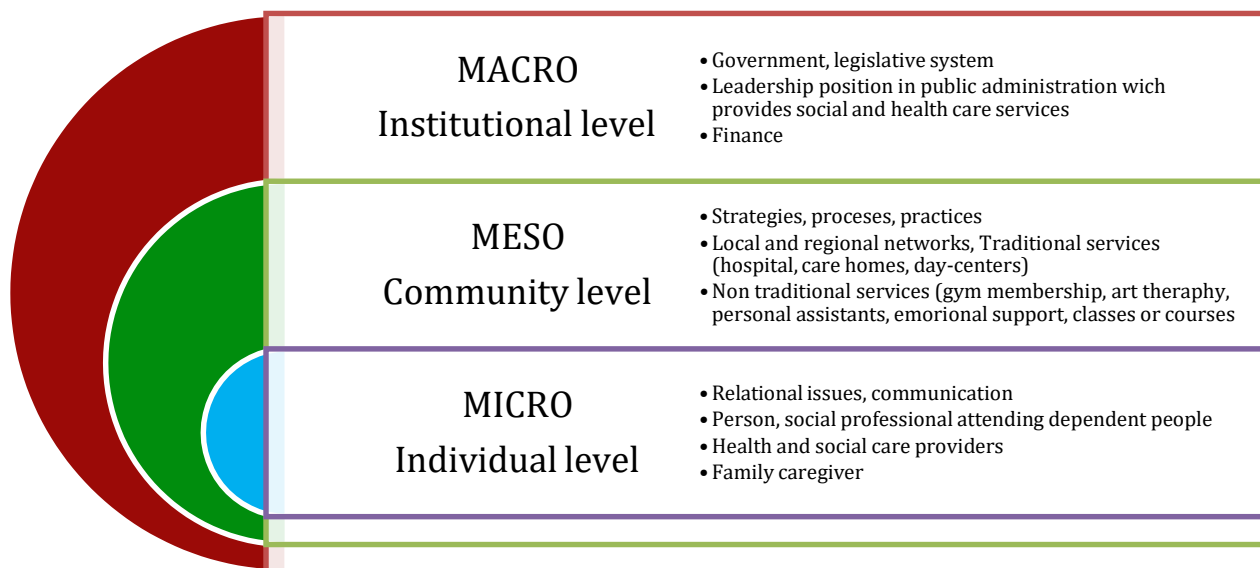 MACRO
Institutional level
• Government, legislative system
• Leadership position in public administration wich
provides social and health care services
• Finance
MESO
Community level
• Strategies, proceses, practices
• Local and regional networks, Traditional services
(hospital, care homes, day-centers)
• Non traditional services (gym membership, art theraphy,
personal assistants, emorional support, classes or courses
MICRO
Individual level
• Relational issues, communication
• Person, social professional attending dependent people
• Health and social care providers
• Family caregiver